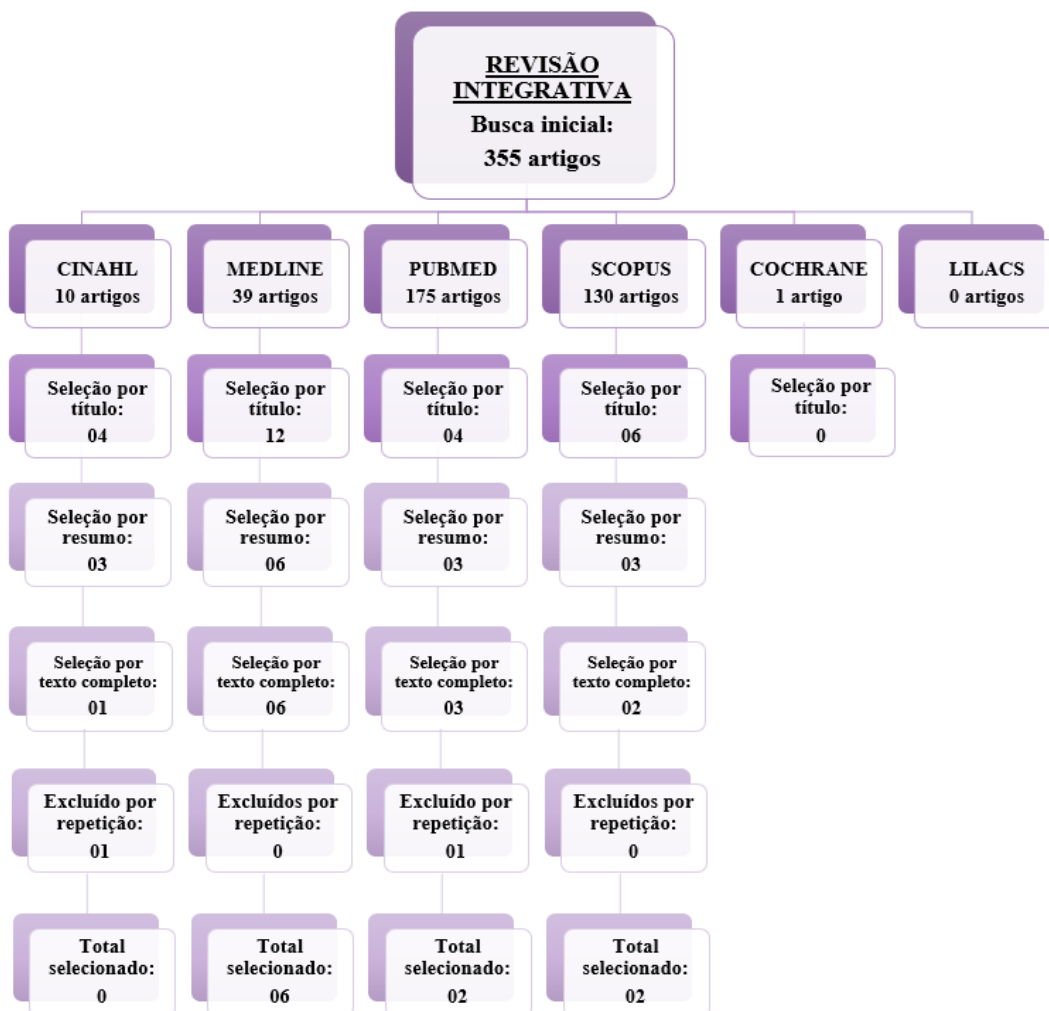 REVISÃO
INTEGRATIVA
Busca inicial:
355 artigos
CINAHL
10 artigos
MEDLINE
39 artigos
PUBMED
175 artigos
SCOPUS
130 artigos
COCHRANE
1 artigo
LILACS
0 artigos
Seleção por
título:
04
Seleção por
título:
12
Seleção por
título:
04
Seleção por
título:
06
Seleção por
título:
0
Seleção por
resumo:
03
Seleção por
resumo:
06
Seleção por
resumo:
03
Seleção por
resumo:
03
Seleção por
texto completo:
01
Seleção por
texto completo:
06
Seleção por
texto completo:
03
Seleção por
texto completo:
02
Excluído por
repetição:
01
Excluídos por
repetição:
0
Excluído por
repetição:
01
Excluídos por
repetição:
0
Total
selecionado:
0
Total
selecionado:
06
Total
selecionado:
02
Total
selecionado:
02